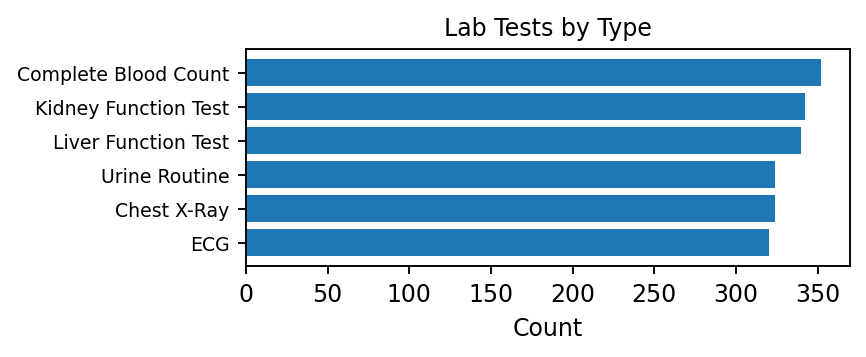 Lab Tests by Type
Complete Blood Count
Kidney Function Test
Liver Function Test
Urine Routine
Chest X-Ray
ECG
0 50 100 150 200 250 300 350
Count